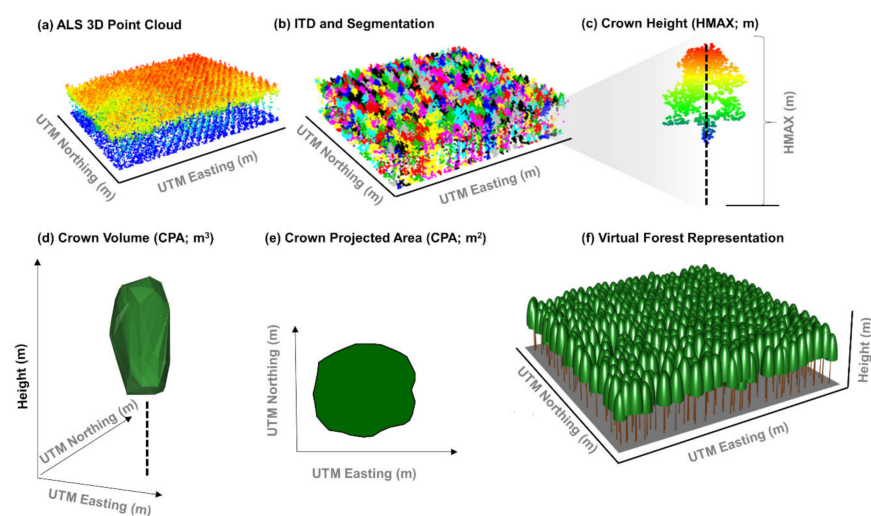 (a) ALS 3D Point Cloud
(b) ITD and Segmentation
(c) Crown Height (HMAX; m)
UTM Northing (m)
UTM Easting (m)
UTM Northing (m)
UTM Easting (m)
HMAX (m)
(d) Crown Volume (CPA; m³)
(e) Crown Projected Area (CPA; m²)
(f) Virtual Forest Representation
Height (m)
UTM Northing (m)
UTM Easting (m)
UTM Northing (m)
UTM Easting (m)
UTM Northing (m)
UTM Easting (m)
Height (m)